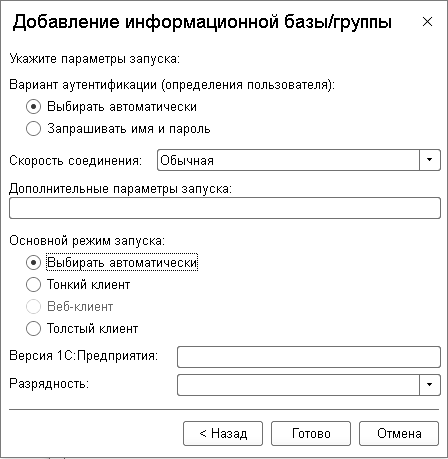 Добавление информационной базы/группы
Укажите параметры запуска:
Вариант аутентификации (определения пользователя):
Выбирать автоматически
Запрашивать имя и пароль
Скорость соединения: Обычная
Дополнительные параметры запуска:
Основной режим запуска:
Выбирать автоматически
Тонкий клиент
Веб-клиент
Толстый клиент
Версия 1С:Предприятия:
Разрядность:
< Назад Готово Отмена